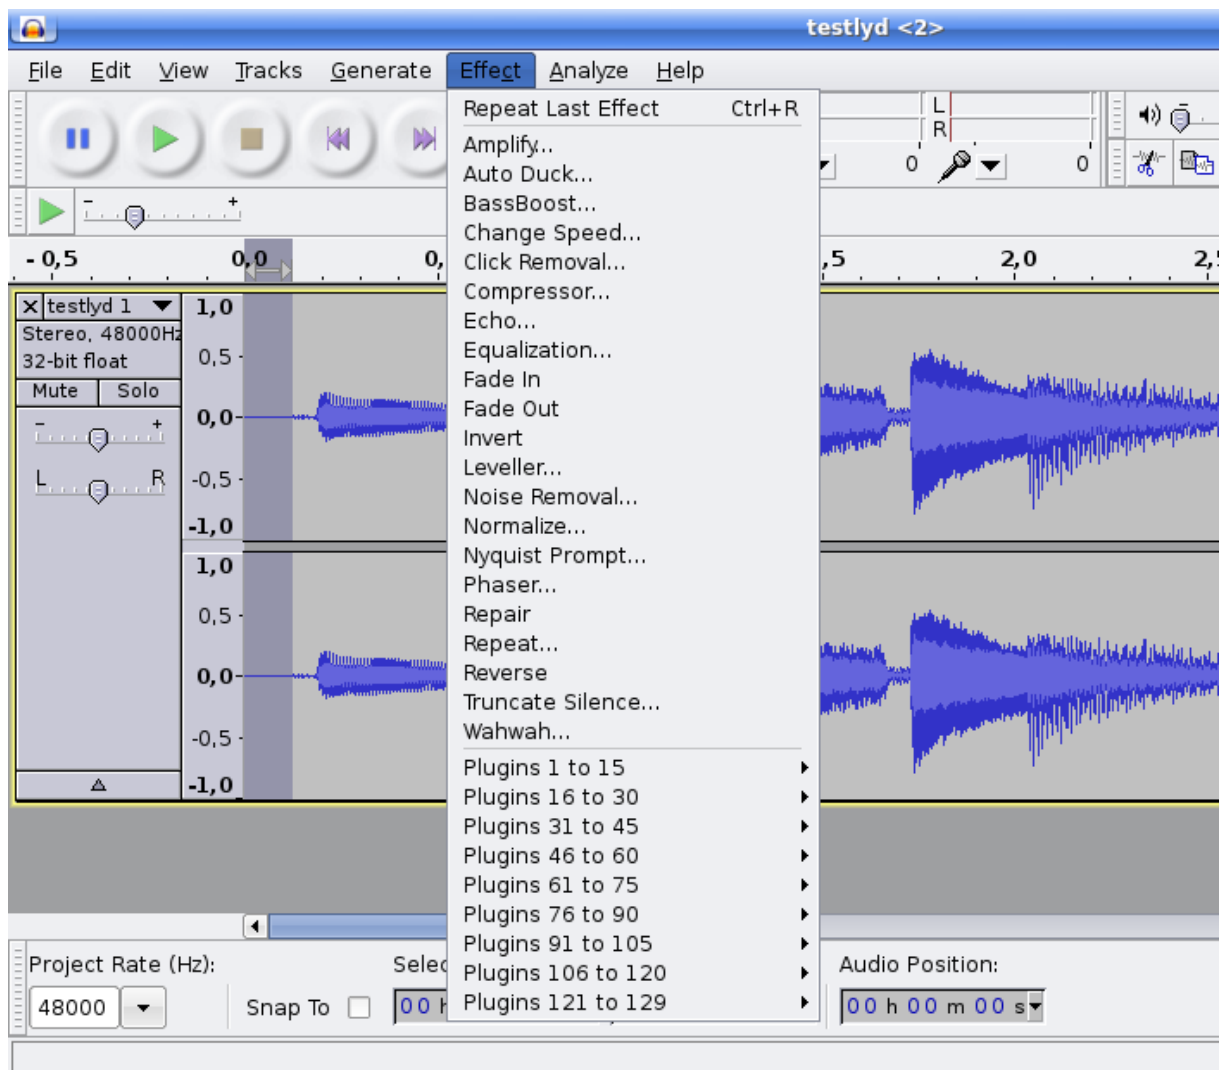 testlyd <2>
File Edit View Tracks Generate Effect Analyze Help
Repeat Last Effect Ctrl+R
Amplify...
Auto Duck...
BassBoost...
Change Speed...
Click Removal...
Compressor...
Echo...
Equalization...
Fade In
Fade Out
Invert
Leveller...
Noise Removal...
Normalize...
Nyquist Prompt...
Phaser...
Repair
Repeat...
Reverse
Truncate Silence...
Wahwah...
Plugins 1 to 15
Plugins 16 to 30
Plugins 31 to 45
Plugins 46 to 60
Plugins 61 to 75
Plugins 76 to 90
Plugins 91 to 105
Plugins 106 to 120
Plugins 121 to 129
L
R
0 0
- +
- 0,5 0,0 0, ,5 2,0 2,
X testlyd 1
Stereo, 48000Hz
32-bit float
Mute Solo
- +
L R
1,0
0,5
0,0
-0,5
-1,0
1,0
0,5
0,0
-0,5
-1,0
Project Rate (Hz):
48000
Snap To
Selec
00 h
Audio Position:
00 h 00 m 00 s